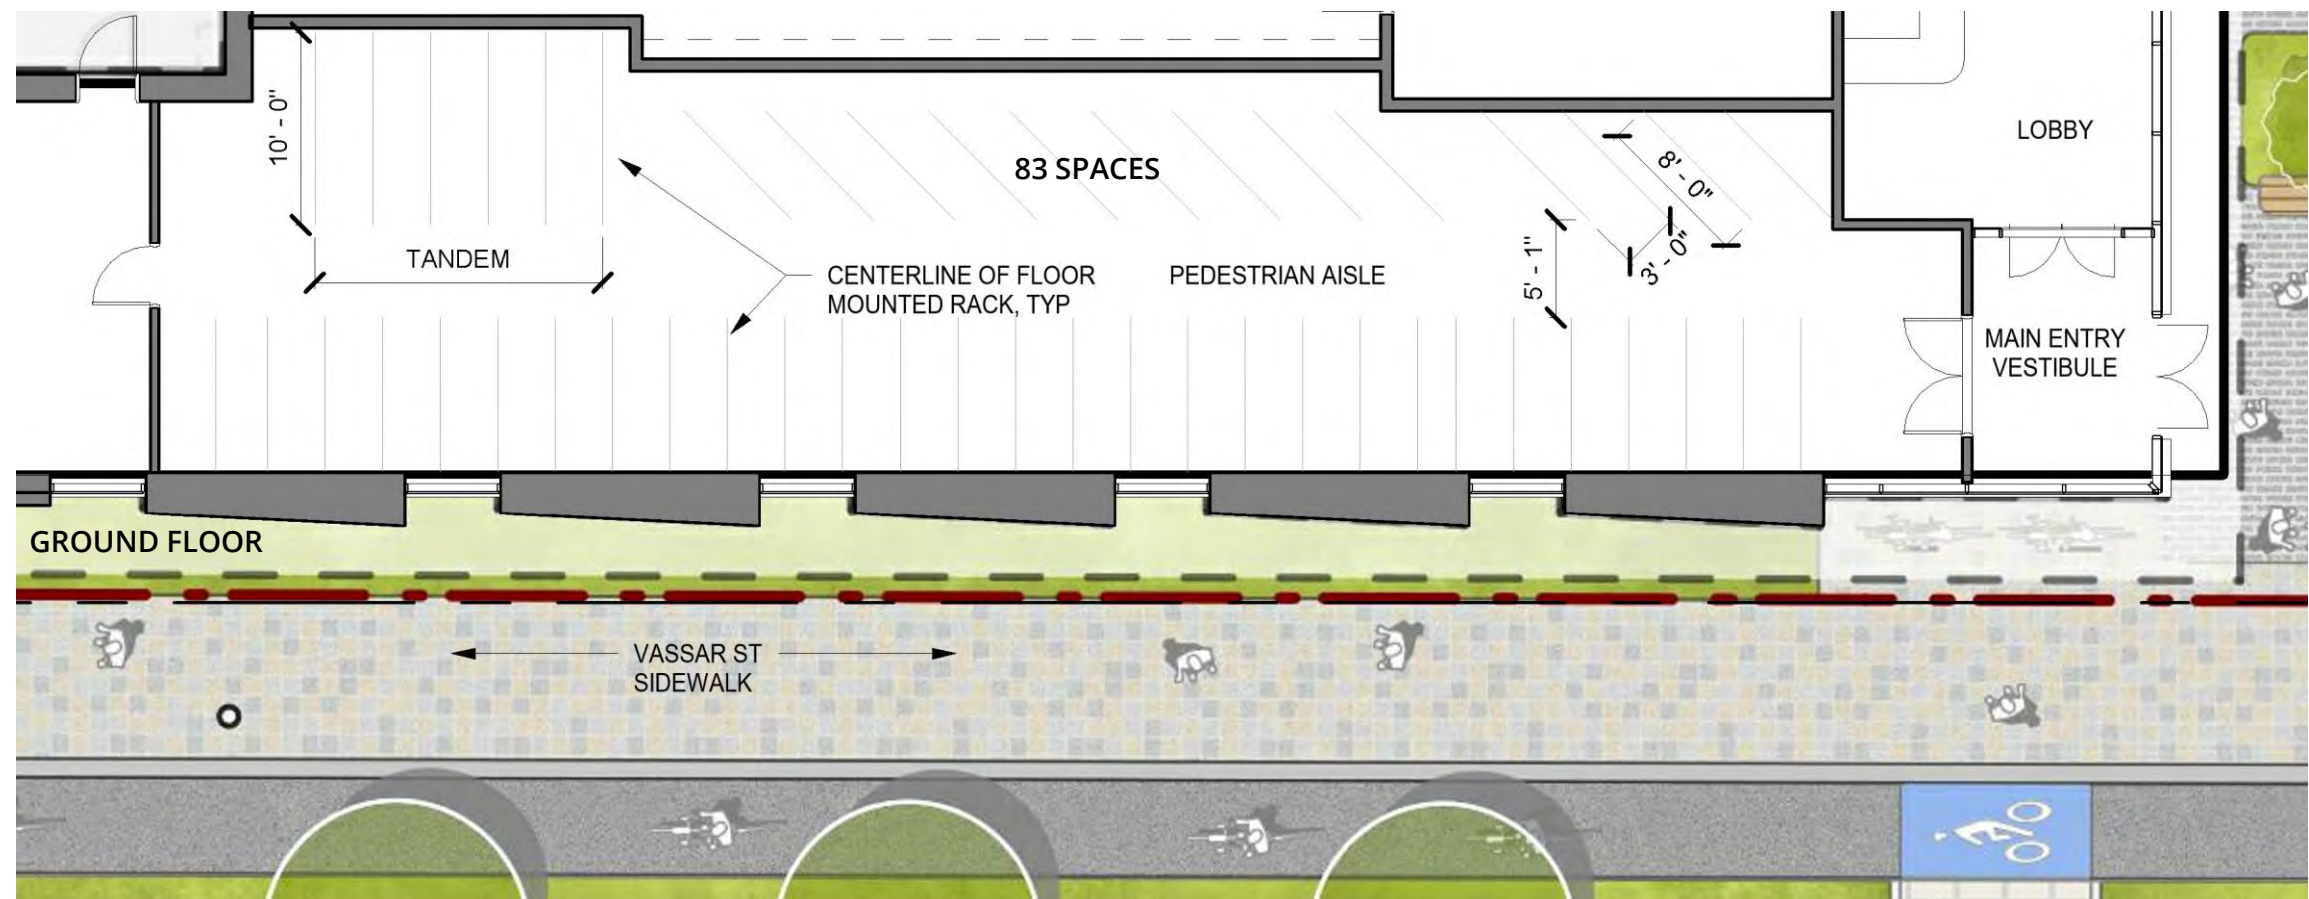 10' - 0"
83 SPACES
LOBBY
8' - 0"
TANDEM
5' - 1"
3' - 0"
CENTERLINE OF FLOOR
MOUNTED RACK, TYP
PEDESTRIAN AISLE
MAIN ENTRY
VESTIBULE
GROUND FLOOR
VASSAR ST
SIDEWALK